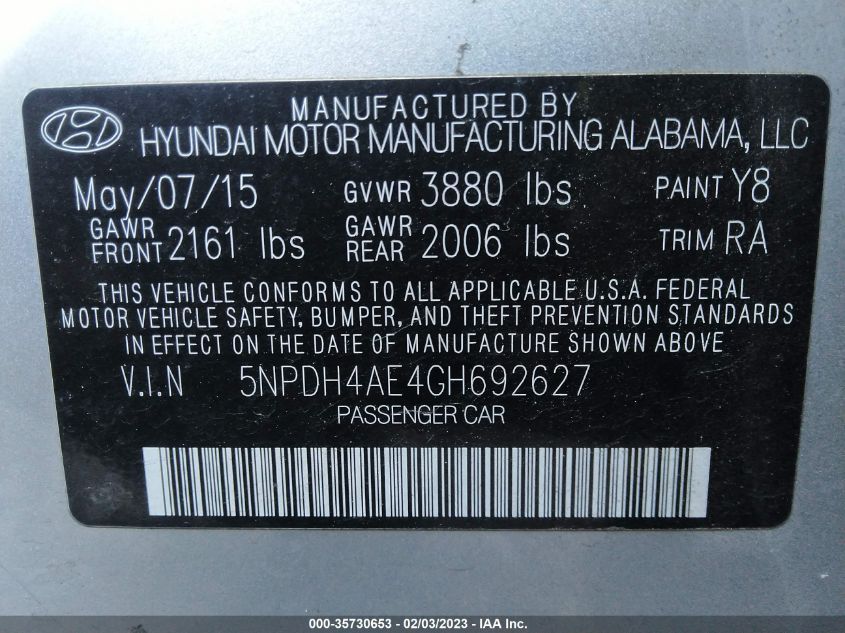 MANUFACTURED BY
HYUNDAI MOTOR MANUFACTURING ALABAMA, LLC
May/07/15 GVWR 3880 lbs PAINT Y8
GAWR FRONT 2161 lbs GAWR REAR 2006 lbs TRIM RA
THIS VEHICLE CONFORMS TO ALL APPLICABLE U.S.A. FEDERAL
MOTOR VEHICLE SAFETY, BUMPER, AND THEFT PREVENTION STANDARDS
IN EFFECT ON THE DATE OF MANUFACTURE SHOWN ABOVE
V.I.N 5NPDH4AE4GH692627
PASSENGER CAR
000-35730653 - 02/03/2023 - IAA Inc.